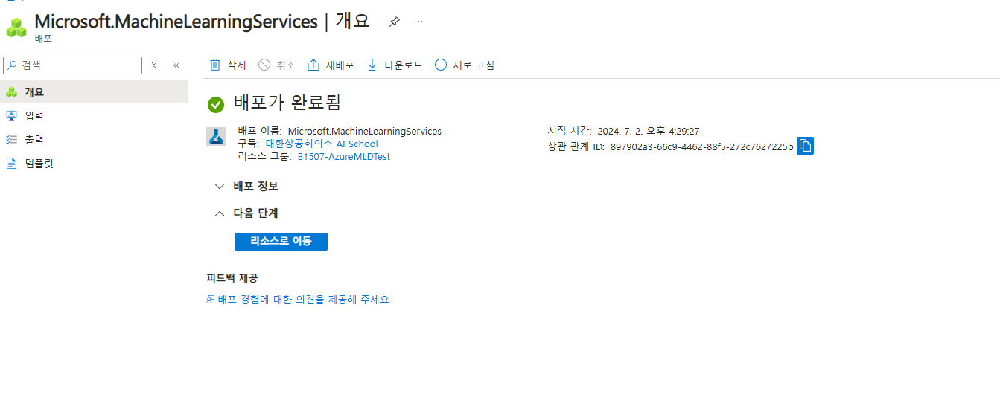 Microsoft.MachineLearningServices | 개요
배포
검색
삭제 취소 재배포 다운로드 새로 고침
개요
입력
출력
템플릿
배포가 완료됨
배포 이름: Microsoft.MachineLearningServices
구독: 대한상공회의소 AI School
리소스 그룹: B1507-AzureMLDTest
시작 시간: 2024. 7. 2. 오후 4:29:27
상관 관계 ID: 897902a3-66c9-4462-88f5-272c7627225b
배포 정보
다음 단계
리소스로 이동
피드백 제공
배포 경험에 대한 의견을 제공해 주세요.